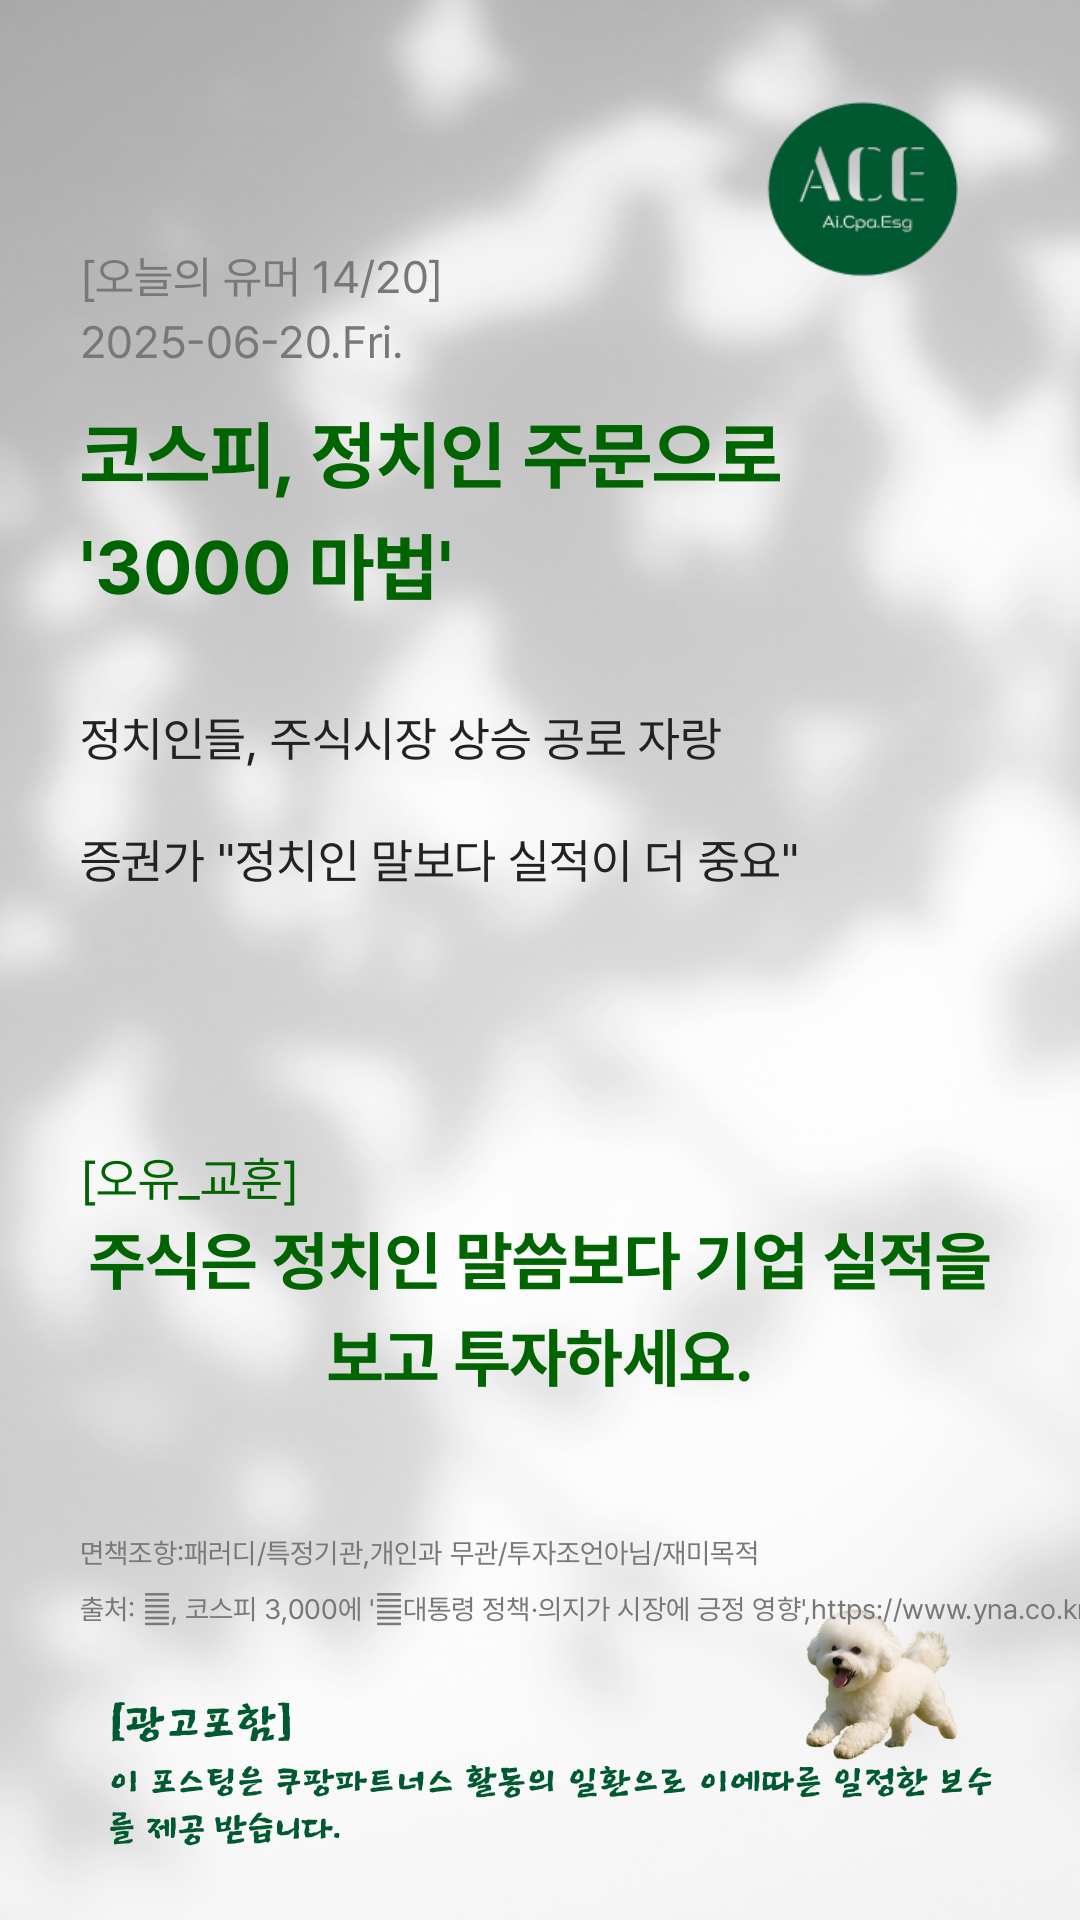 ACE
Ai.Cpa.Esg
[오늘의 유머 14/20]
2025-06-20.Fri.
코스피, 정치인 주문으로
'3000 마법'
정치인들, 주식시장 상승 공로 자랑
증권가 "정치인 말보다 실적이 더 중요"
[오유_교훈]
주식은 정치인 말씀보다 기업 실적을
보고 투자하세요.
면책조항:패러디/특정기관,개인과 무관/투자조언아님/재미목적
출처: , 코스피 3,000에 '대통령 정책·의지가 시장에 긍정 영향',https://www.yna.co.kr
[광고포함]
이 포스팅은 쿠팡파트너스 활동의 일환으로 이에따른 일정한 보수
를 제공 받습니다.